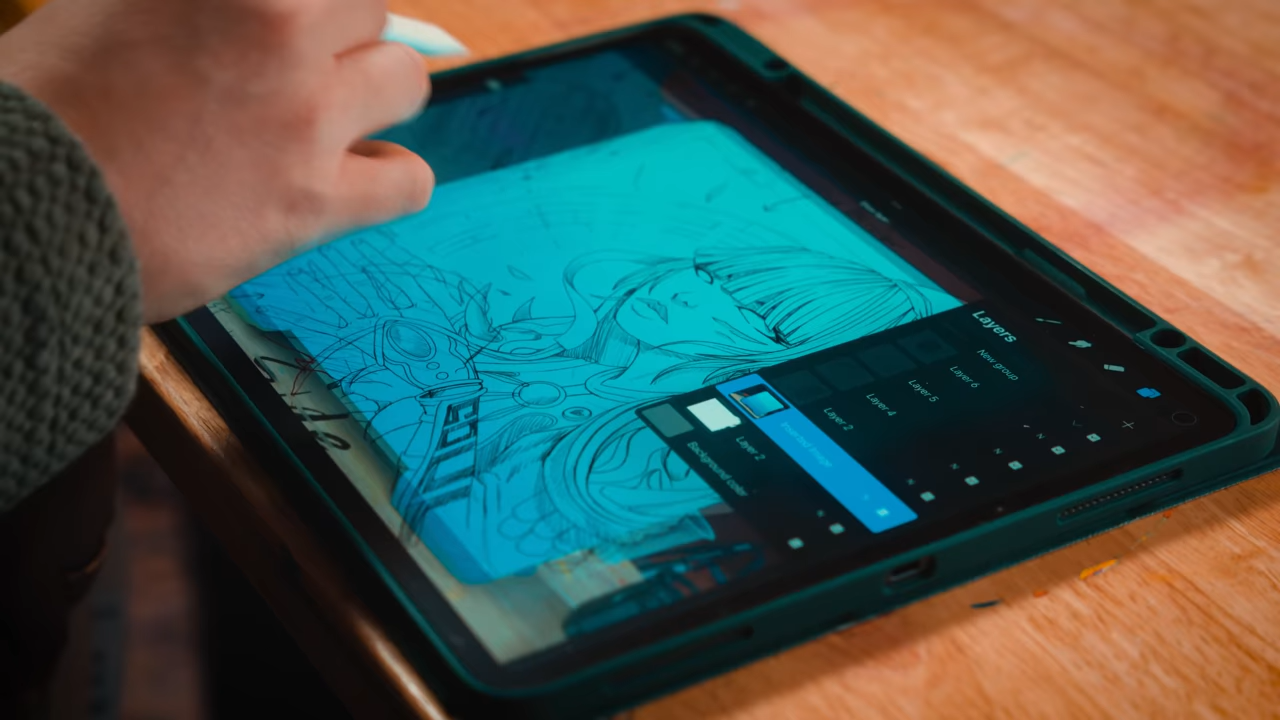 Layers
New group
Layer 6
Layer 5
Layer 4
Layer 2
Inserted Image
Layer 2
Background color
N
N
N
N